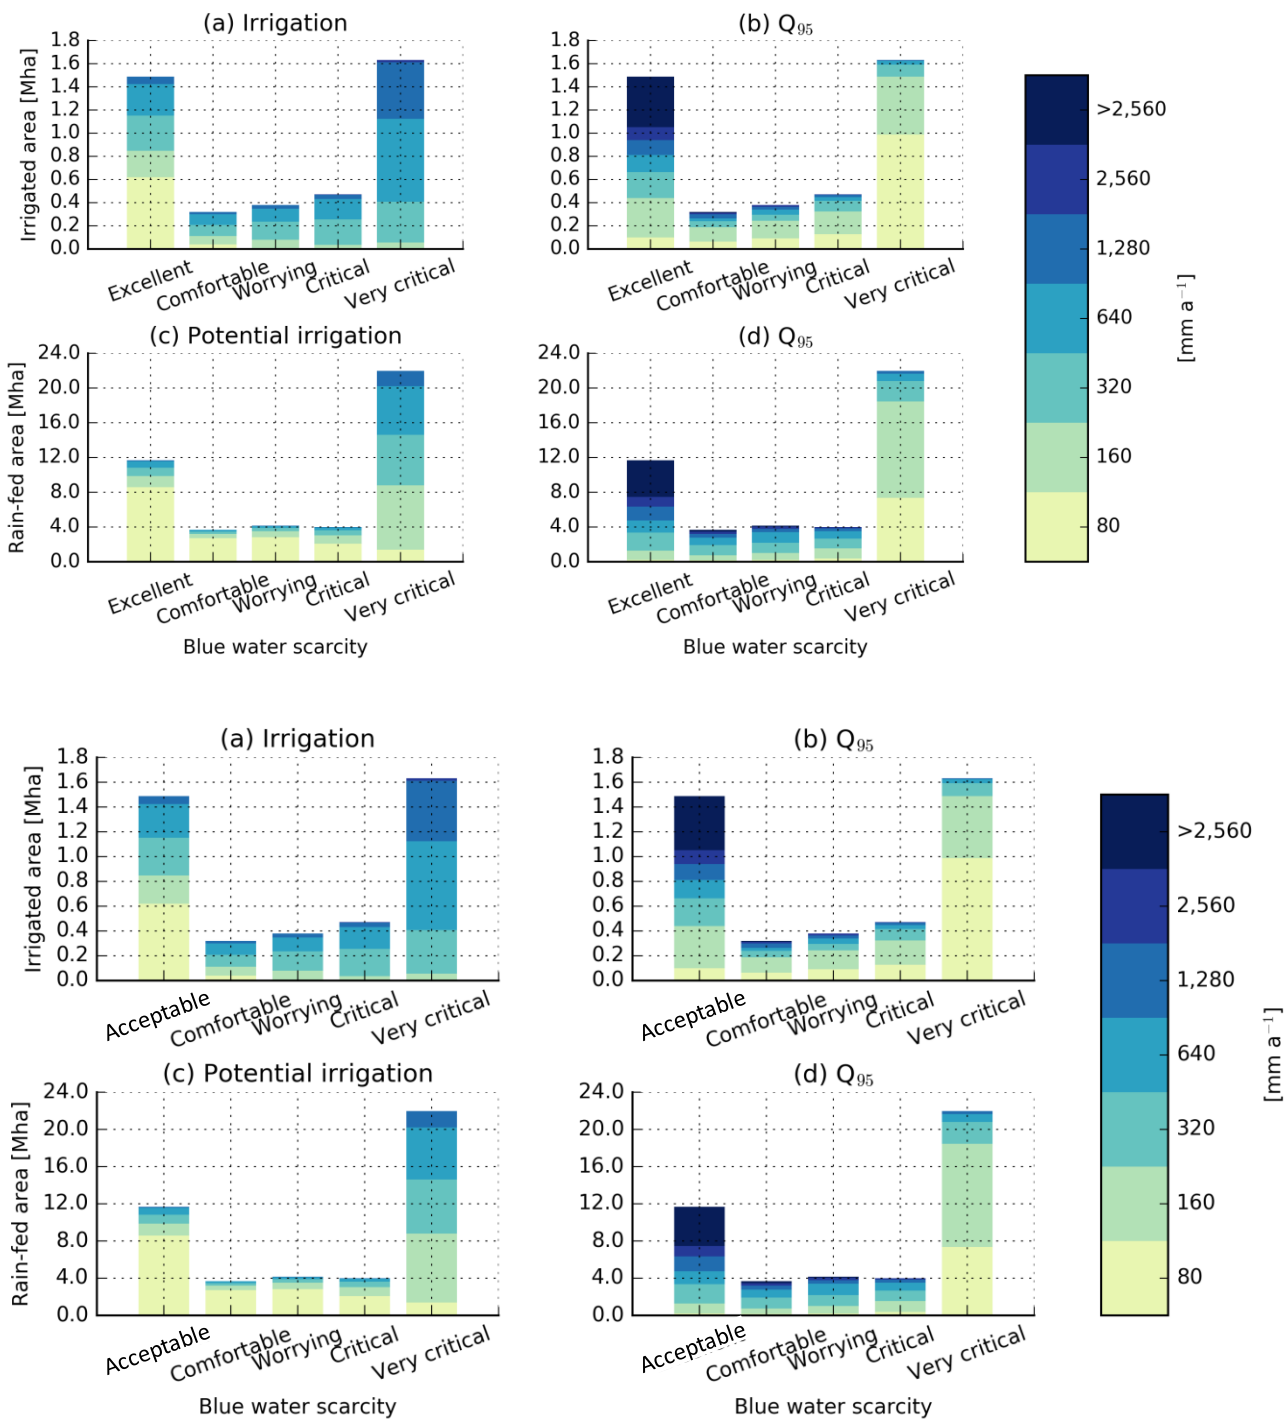 (a) Irrigation
(b) Q95
Irrigated area [Mha]
1.8
1.6
1.4
1.2
1.0
0.8
0.6
0.4
0.2
0.0
1.8
1.6
1.4
1.2
1.0
0.8
0.6
0.4
0.2
0.0
Excellent
Comfortable
Worrying
Critical
Very critical
Excellent
Comfortable
Worrying
Critical
Very critical
(c) Potential irrigation
(d) Q95
Rain-fed area [Mha]
24.0
20.0
16.0
12.0
8.0
4.0
0.0
24.0
20.0
16.0
12.0
8.0
4.0
0.0
Excellent
Comfortable
Worrying
Critical
Very critical
Excellent
Comfortable
Worrying
Critical
Very critical
Blue water scarcity
Blue water scarcity
>2,560
2,560
1,280
640
320
160
80
[mm a−1]
(a) Irrigation
(b) Q95
Irrigated area [Mha]
1.8
1.6
1.4
1.2
1.0
0.8
0.6
0.4
0.2
0.0
1.8
1.6
1.4
1.2
1.0
0.8
0.6
0.4
0.2
0.0
Acceptable
Comfortable
Worrying
Critical
Very critical
Acceptable
Comfortable
Worrying
Critical
Very critical
(c) Potential irrigation
(d) Q95
Rain-fed area [Mha]
24.0
20.0
16.0
12.0
8.0
4.0
0.0
24.0
20.0
16.0
12.0
8.0
4.0
0.0
Acceptable
Comfortable
Worrying
Critical
Very critical
Acceptable
Comfortable
Worrying
Critical
Very critical
Blue water scarcity
Blue water scarcity
>2,560
2,560
1,280
640
320
160
80
[mm a−1]